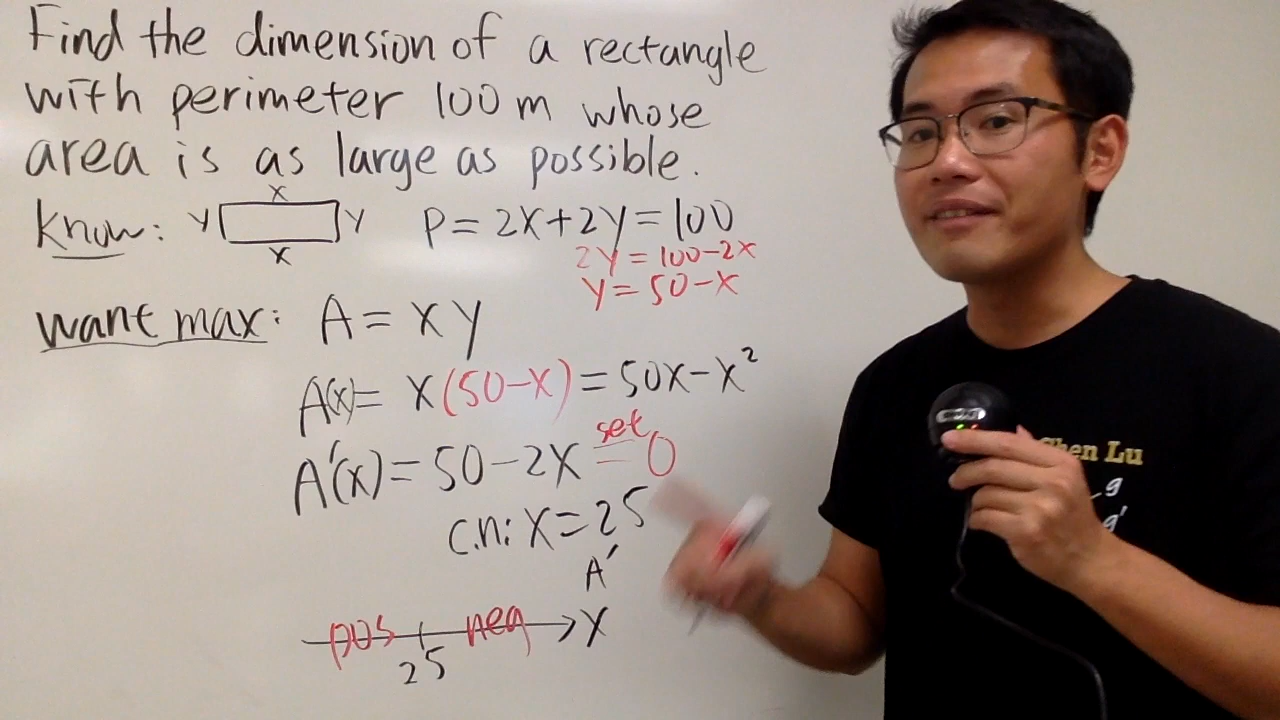 Find the dimension of a rectangle
with perimeter 100 m whose
area is as large as possible.
x
Know: y y P = 2x + 2y = 100
x
2y = 100 - 2x
y = 50 - x
want max: A = x y
A(x) = x (50 - x) = 50x - x²
A'(x) = 50 - 2x set = 0
c.n: x = 25
A'
pos neg x
25
Chen Lu
g
g'